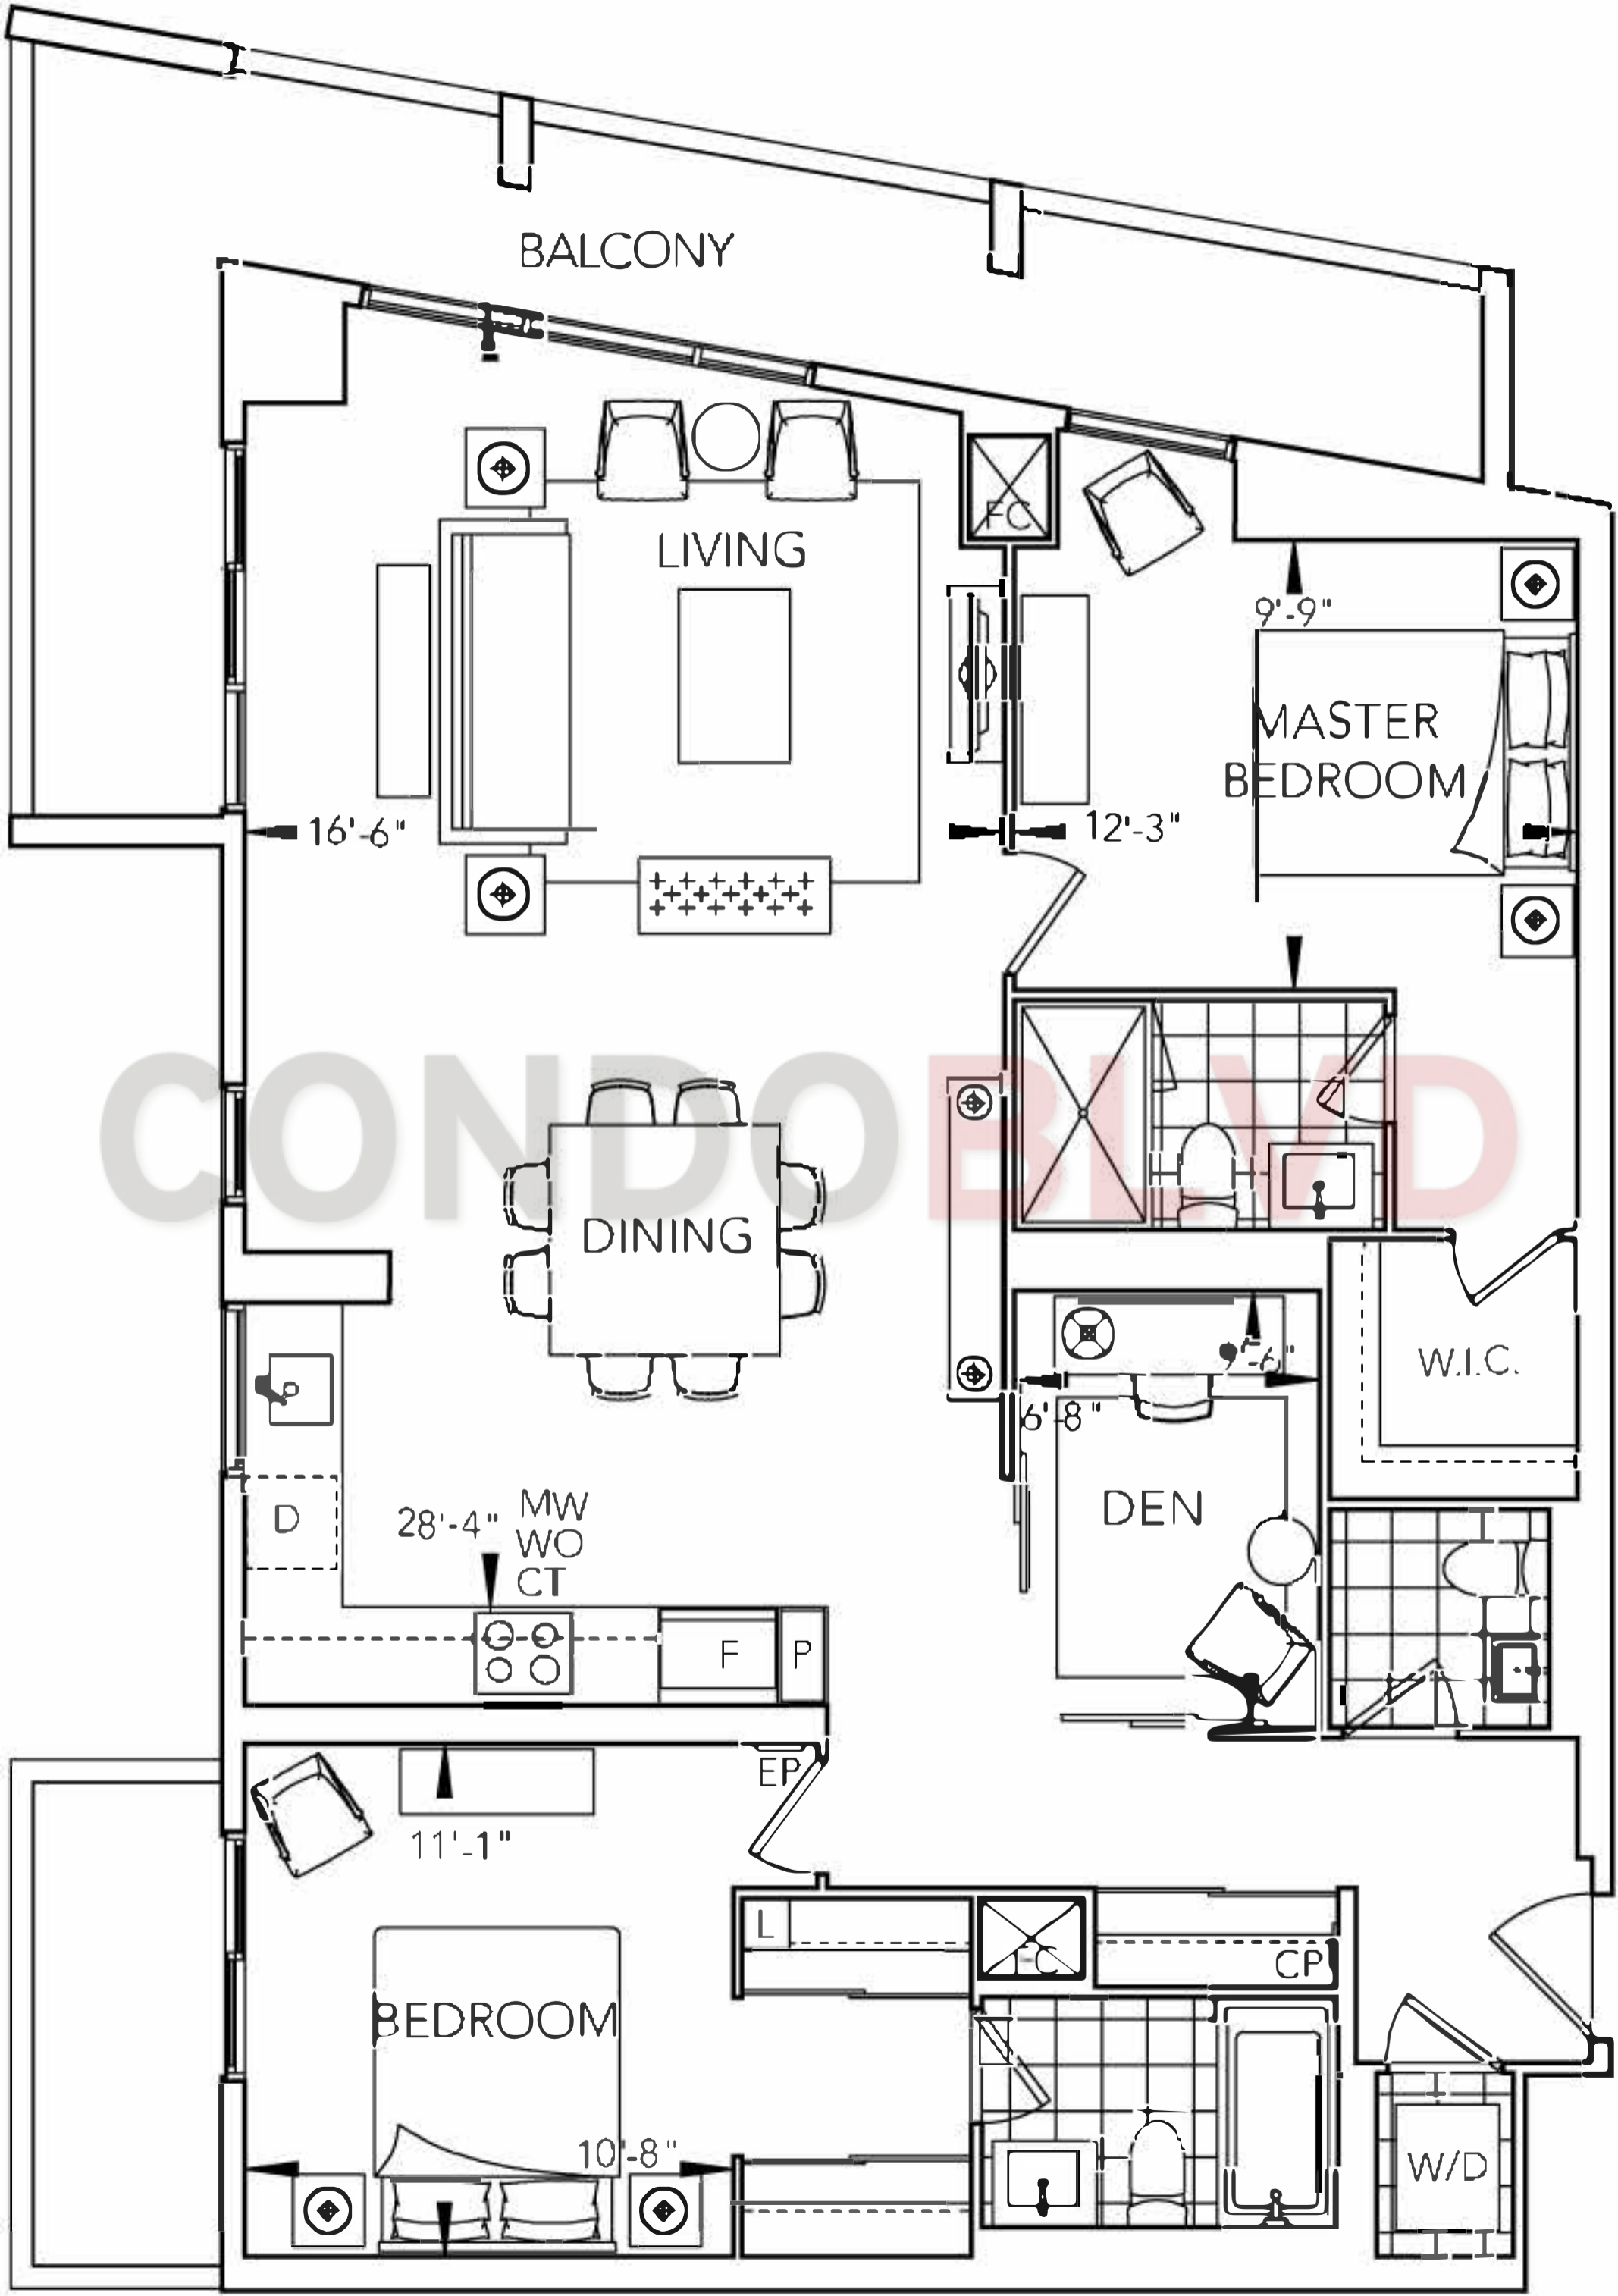 BALCONY
FC
LIVING
9'-9"
MASTER
BEDROOM
16'-6"
12'-3"
CONDOBLVD
DINING
9'-6"
W.I.C.
6'-8"
DEN
D
28'-4"
MW
WO
CT
F
P
EP
11'-1"
L
CP
BEDROOM
10'-8"
W/D